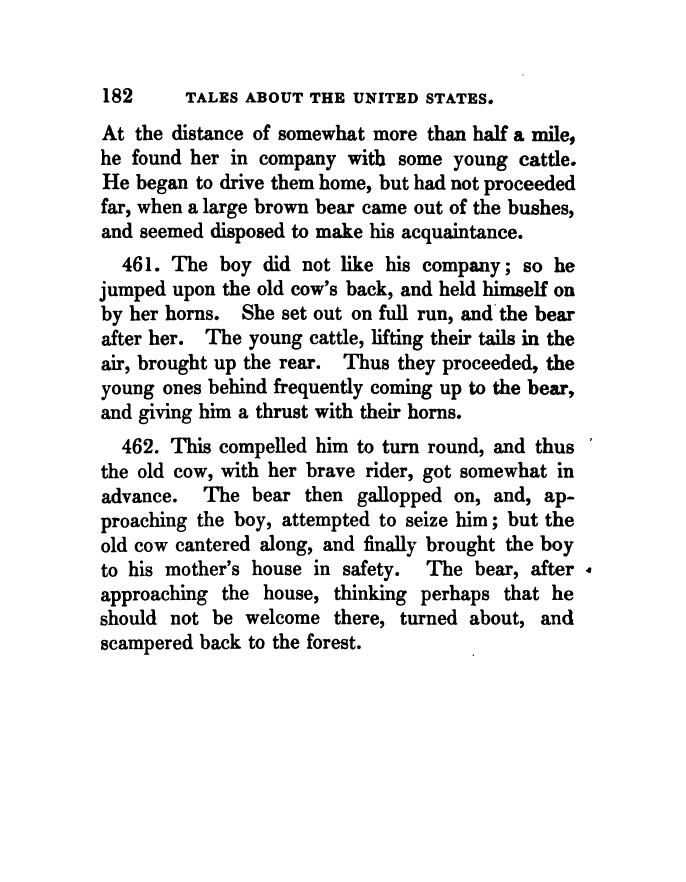 182 TALES ABOUT THE UNITED STATES.
At the distance of somewhat more than half a mile,
he found her in company with some young cattle.
He began to drive them home, but had not proceeded
far, when a large brown bear came out of the bushes,
and seemed disposed to make his acquaintance.
461. The boy did not like his company; so he
jumped upon the old cow's back, and held himself on
by her horns. She set out on full run, and the bear
after her. The young cattle, lifting their tails in the
air, brought up the rear. Thus they proceeded, the
young ones behind frequently coming up to the bear,
and giving him a thrust with their horns.
462. This compelled him to turn round, and thus
the old cow, with her brave rider, got somewhat in
advance. The bear then gallopped on, and, ap-
proaching the boy, attempted to seize him; but the
old cow cantered along, and finally brought the boy
to his mother's house in safety. The bear, after
approaching the house, thinking perhaps that he
should not be welcome there, turned about, and
scampered back to the forest.